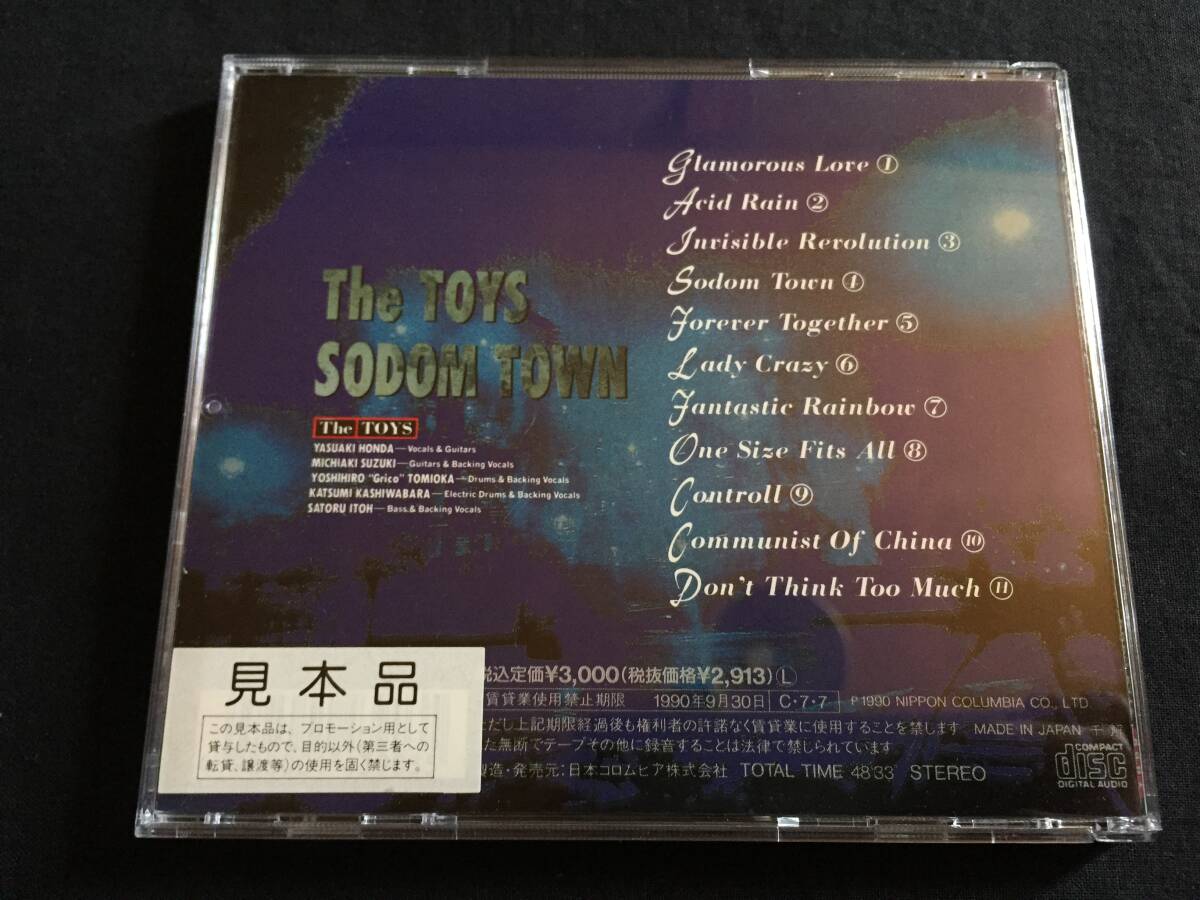 Glamorous Love ①
Acid Rain ②
Invisible Revolution ③
Sodom Town ④
Forever Together ⑤
Lady Crazy ⑥
Fantastic Rainbow ⑦
One Size Fits All ⑧
Controll ⑨
Communist Of China ⑩
Don't Think Too Much ⑪
The TOYS
SODOM TOWN
The TOYS
YASUAKI HONDA—Vocals & Guitars
MICHIAKI SUZUKI—Guitars & Backing Vocals
YOSHIHIRO "Grico" TOMIOKA—Drums & Backing Vocals
KATSUMI KASHIWABARA—Electric Drums & Backing Vocals
SATORU ITOH—Bass & Backing Vocals
見本品
この見本品は、プロモーション用として
貸与したもので、目的以外(第三者への
転貸、譲渡等)の使用を固く禁じます。
税込定価¥3,000(税抜価格¥2,913)Ⓛ
賃貸業使用禁止期限 1990年9月30日 C・7・7 ℗1990 NIPPON COLUMBIA CO., LTD
ただし上記期限経過後も権利者の許諾なく賃貸業に使用することを禁じます。 MADE IN JAPAN
た無断でテープその他に録音することは法律で禁じられています
製造・発売元:日本コロムビア株式会社 TOTAL TIME 48'33" STEREO
COMPACT
disc
DIGITAL AUDIO